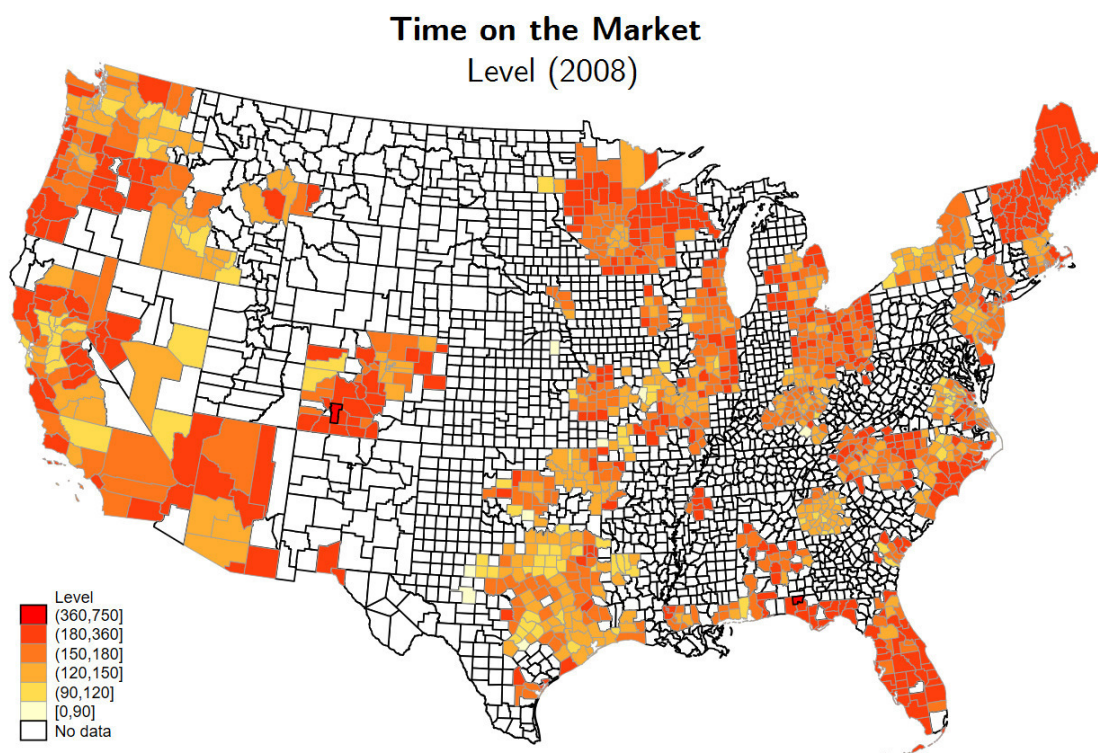 Time on the Market
Level (2008)
Level
(360,750]
(180,360]
(150,180]
(120,150]
(90,120]
[0,90]
No data